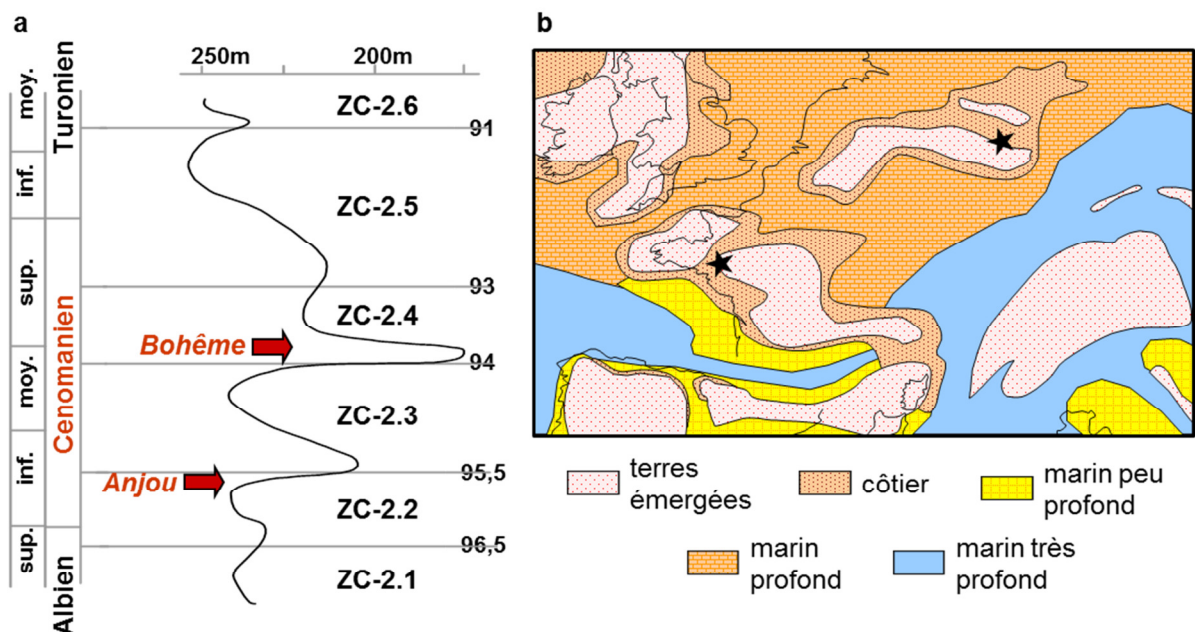 a
250m
200m
Turonien
moy.
inf.
Cenomanien
sup.
moy.
inf.
Albien
sup.
ZC-2.6
91
ZC-2.5
93
ZC-2.4
Bohême
94
ZC-2.3
Anjou
95,5
ZC-2.2
96,5
ZC-2.1
b
terres
émergées
côtier
marin peu
profond
marin
profond
marin très
profond